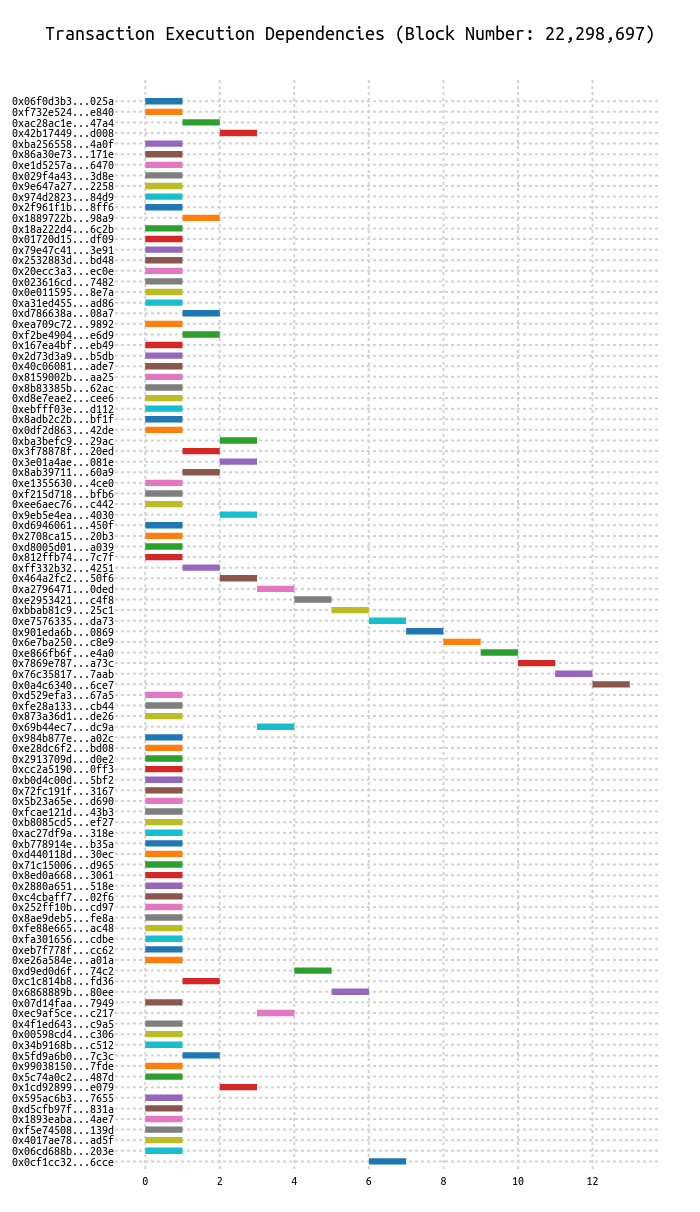 Transaction Execution Dependencies (Block Number: 22,298,697)
0x06f0d3b3...025a
0xf732e524...e840
0xac28ac1e...47a4
0x42b17449...d008
0xba256558...4a0f
0x86a30e73...171e
0xe1d5257a...6470
0x029f4a43...3d8e
0x9e647a27...2258
0x974d2823...84d9
0x2f961f1b...8ff6
0x1889722b...98a9
0x18a222d4...6c2b
0x01720d15...df09
0x79e47c41...3e91
0x2532883d...bd48
0x20ecc3a3...ec0e
0x023616cd...7482
0x0e011595...8e7a
0xa31ed455...ad86
0xd786638a...08a7
0xea709c72...9892
0xf2be4904...e6d9
0x167ea4bf...eb49
0x2d73d3a9...b5db
0x40c06081...ade7
0x8159002b...aa25
0x8b83385b...62ac
0xd8e7eae2...cee6
0xebfff03e...d112
0x8adb2c2b...bf1f
0x0df2d863...42de
0xba3befc9...29ac
0x3f78878f...20ed
0x3e01a4ae...081e
0x8ab39711...60a9
0xe1355630...4ce0
0xf215d718...bfb6
0xee6aec76...c442
0x9eb5e4ea...4030
0xd6946061...450f
0x2708ca15...20b3
0xd8005d01...a039
0x812ffb74...7c7f
0xff332b32...4251
0x464a2fc2...50f6
0xa2796471...0ded
0xe2953421...c4f8
0xbbab81c9...25c1
0xe7576335...da73
0x901eda6b...0869
0x6e7ba250...c8e9
0xe866fb6f...e4a0
0x7869e787...a73c
0x76c35817...7aab
0x0a4c6340...6ce7
0xd529efa3...67a5
0xfe28a133...cb44
0x873a36d1...de26
0x69b44ec7...dc9a
0x984b877e...a02c
0xe28dc6f2...bd08
0x2913709d...d0e2
0xcc2a5190...0ff3
0xb0d4c00d...5bf2
0x72fc191f...3167
0x5b23a65e...d690
0xfcae121d...43b3
0xb8085cd5...ef27
0xac27df9a...318e
0xb778914e...b35a
0xd440118d...30ec
0x71c15006...d965
0x8ed0a668...3061
0x2880a651...518e
0xc4cbaff7...02f6
0x252ff10b...cd97
0x8ae9deb5...fe8a
0xfe88e665...ac48
0xfa301656...cdbe
0xeb7f778f...cc62
0xe26a584e...a01a
0xd9ed0d6f...74c2
0xc1c814b8...fd36
0x6868889b...80ee
0x07d14faa...7949
0xec9af5ce...c217
0x4f1ed643...c9a5
0x00598cd4...c306
0x34b9168b...c512
0x5fd9a6b0...7c3c
0x99038150...7fde
0x5c74a0c2...487d
0x1cd92899...e079
0x595ac6b3...7655
0xd5cfb97f...831a
0x1893eaba...4ae7
0xf5e74508...139d
0x4017ae78...ad5f
0x06cd688b...203e
0x0cf1cc32...6cce
0 2 4 6 8 10 12